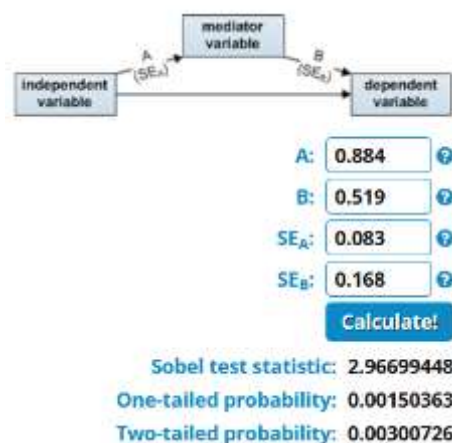 mediator
variable
A
(SEA)
B
(SEB)
independent
variable
dependent
variable
A: 0.884 ?
B: 0.519 ?
SEA: 0.083 ?
SEB: 0.168 ?
Calculate!
Sobel test statistic: 2.96699448
One-tailed probability: 0.00150363
Two-tailed probability: 0.00300726